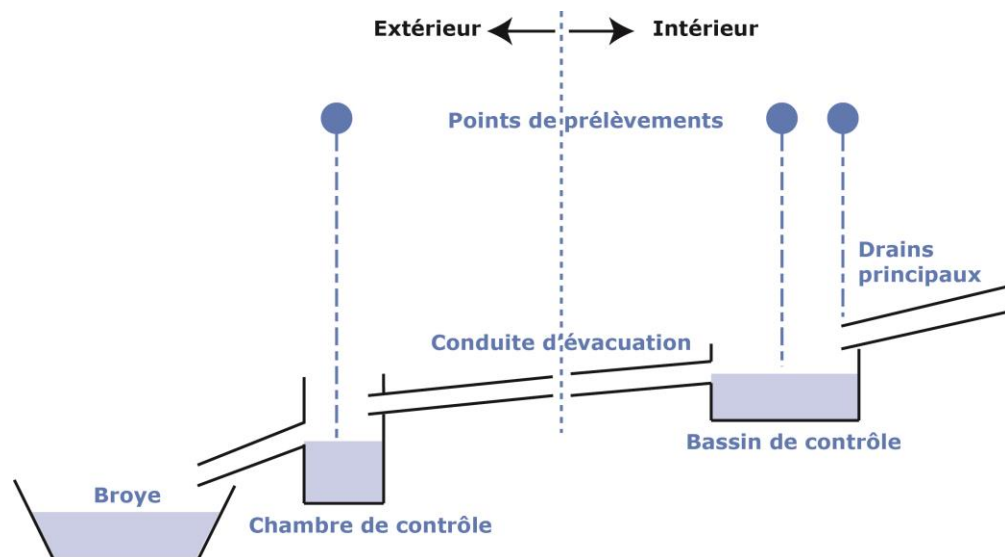 Extérieur
Intérieur
Points de prélèvements
Drains
principaux
Conduite d'évacuation
Bassin de contrôle
Broye
Chambre de contrôle